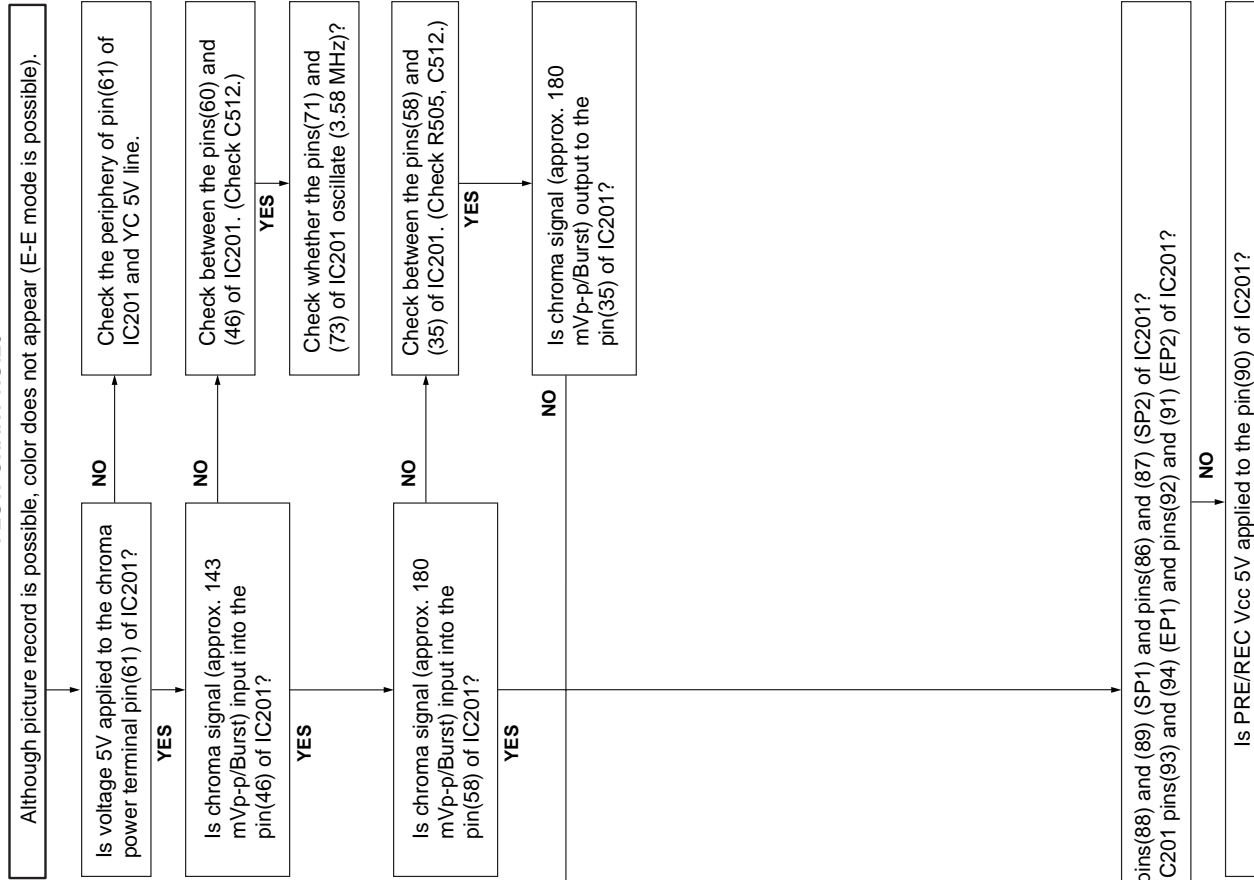 Although picture record is possible, color does not appear (E-E mode is possible).
Is voltage 5V applied to the chroma
power terminal pin(61) of IC201?
NO
Check the periphery of pin(61) of
IC201 and YC 5V line.
YES
Is chroma signal (approx. 143
mVp-p/Burst) input into the
pin(46) of IC201?
NO
Check between the pins(60) and
(46) of IC201. (Check C512.)
YES
Check whether the pins(71) and
(73) of IC201 oscillate (3.58 MHz)?
YES
Is chroma signal (approx. 180
mVp-p/Burst) input into the
pin(58) of IC201?
NO
Check between the pins(58) and
(35) of IC201. (Check R505, C512.)
YES
Is chroma signal (approx. 180
mVp-p/Burst) output to the
pin(35) of IC201?
NO
YES
pins(88) and (89) (SP1) and pins(86) and (87) (SP2) of IC201?
C201 pins(93) and (94) (EP1) and pins(92) and (91) (EP2) of IC201?
NO
Is PRE/REC Vcc 5V applied to the pin(90) of IC201?